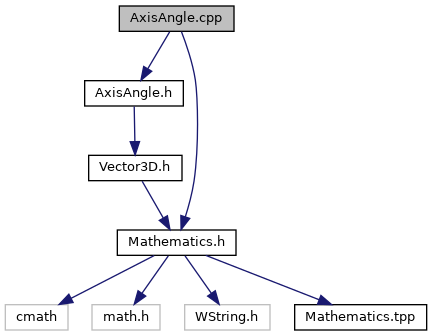 AxisAngle.cpp
AxisAngle.h
Vector3D.h
Mathematics.h
cmath
math.h
WString.h
Mathematics.tpp